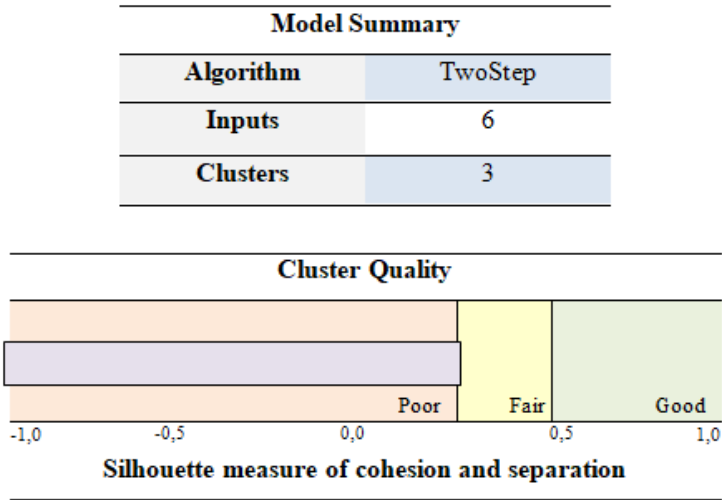 Model Summary
Algorithm TwoStep
Inputs 6
Clusters 3
Cluster Quality
Poor Fair Good
-1,0 -0,5 0,0 0,5 1,0
Silhouette measure of cohesion and separation